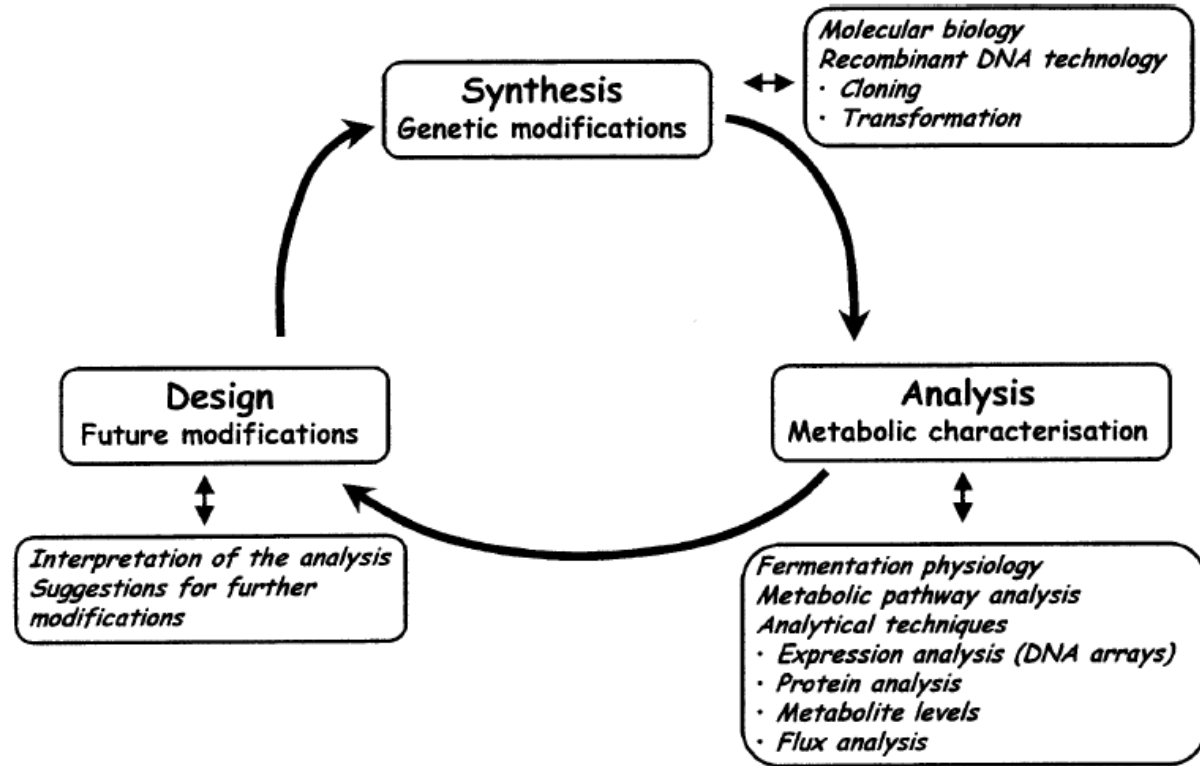 Synthesis
Genetic modifications
Molecular biology
Recombinant DNA technology
· Cloning
· Transformation
Design
Future modifications
Analysis
Metabolic characterisation
Interpretation of the analysis
Suggestions for further
modifications
Fermentation physiology
Metabolic pathway analysis
Analytical techniques
· Expression analysis (DNA arrays)
· Protein analysis
· Metabolite levels
· Flux analysis